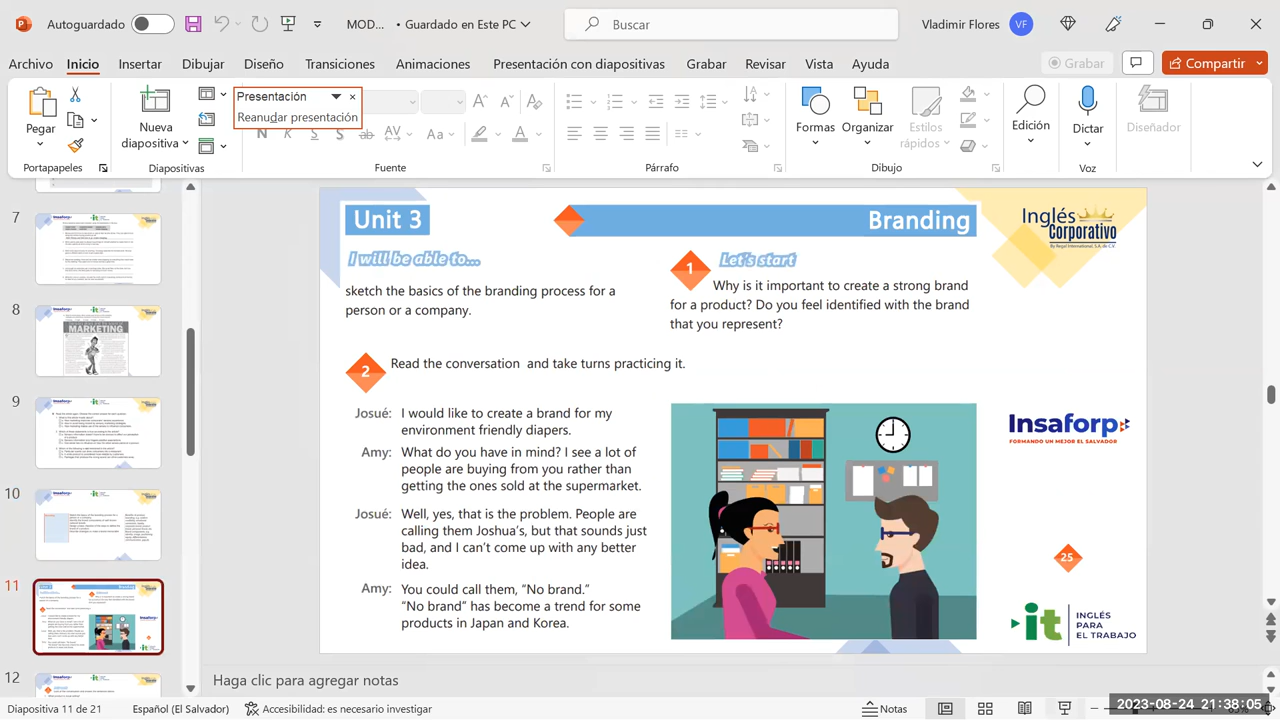 Autoguardado
MOD... • Guardado en Este PC
Buscar
Vladimir Flores
VF
Archivo Inicio Insertar Dibujar Diseño Transiciones Animaciones Presentación con diapositivas Grabar Revisar Vista Ayuda
Grabar
Compartir
Pegar
Portapapeles
Nueva diapositiva
Diapositivas
Presentación
Reanudar presentación
Fuente
Párrafo
Formas
Organizar
Estilos rápidos
Dibujo
Edición
Dictar
Voz
Diseñador
7
8
MARKETING
9
10
11
12
Unit 3
Branding
Inglés
Corporativo
By Regal International, S.A. de C.V.
I will be able to...
sketch the basics of the branding process for a
product or a company.
1
Let's start
Why is it important to create a strong brand
for a product? Do you feel identified with the brand
that you represent?
2
Read the conversation and take turns practicing it.
Josue: I would like to create a brand for my
environment friendly diapers.
Amy: What do you have in mind? I see a lot of
people are buying from you rather than
getting the ones sold at the supermarket.
Josue: Well yes, that is the problem. People are
calling them Joshua's, but that sounds just
bad, and I can't come up with any better
idea.
Amy: You could call them "No brand."
"no brand" has become a trend for some
products in Japan and Korea.
Insaforp
FORMANDO UN MEJOR EL SALVADOR
25
it
INGLÉS
PARA
EL TRABAJO
Haga clic para agregar notas
Diapositiva 11 de 21
Español (El Salvador)
Accesibilidad: es necesario investigar
Notas
2023-08-24 21:38:05